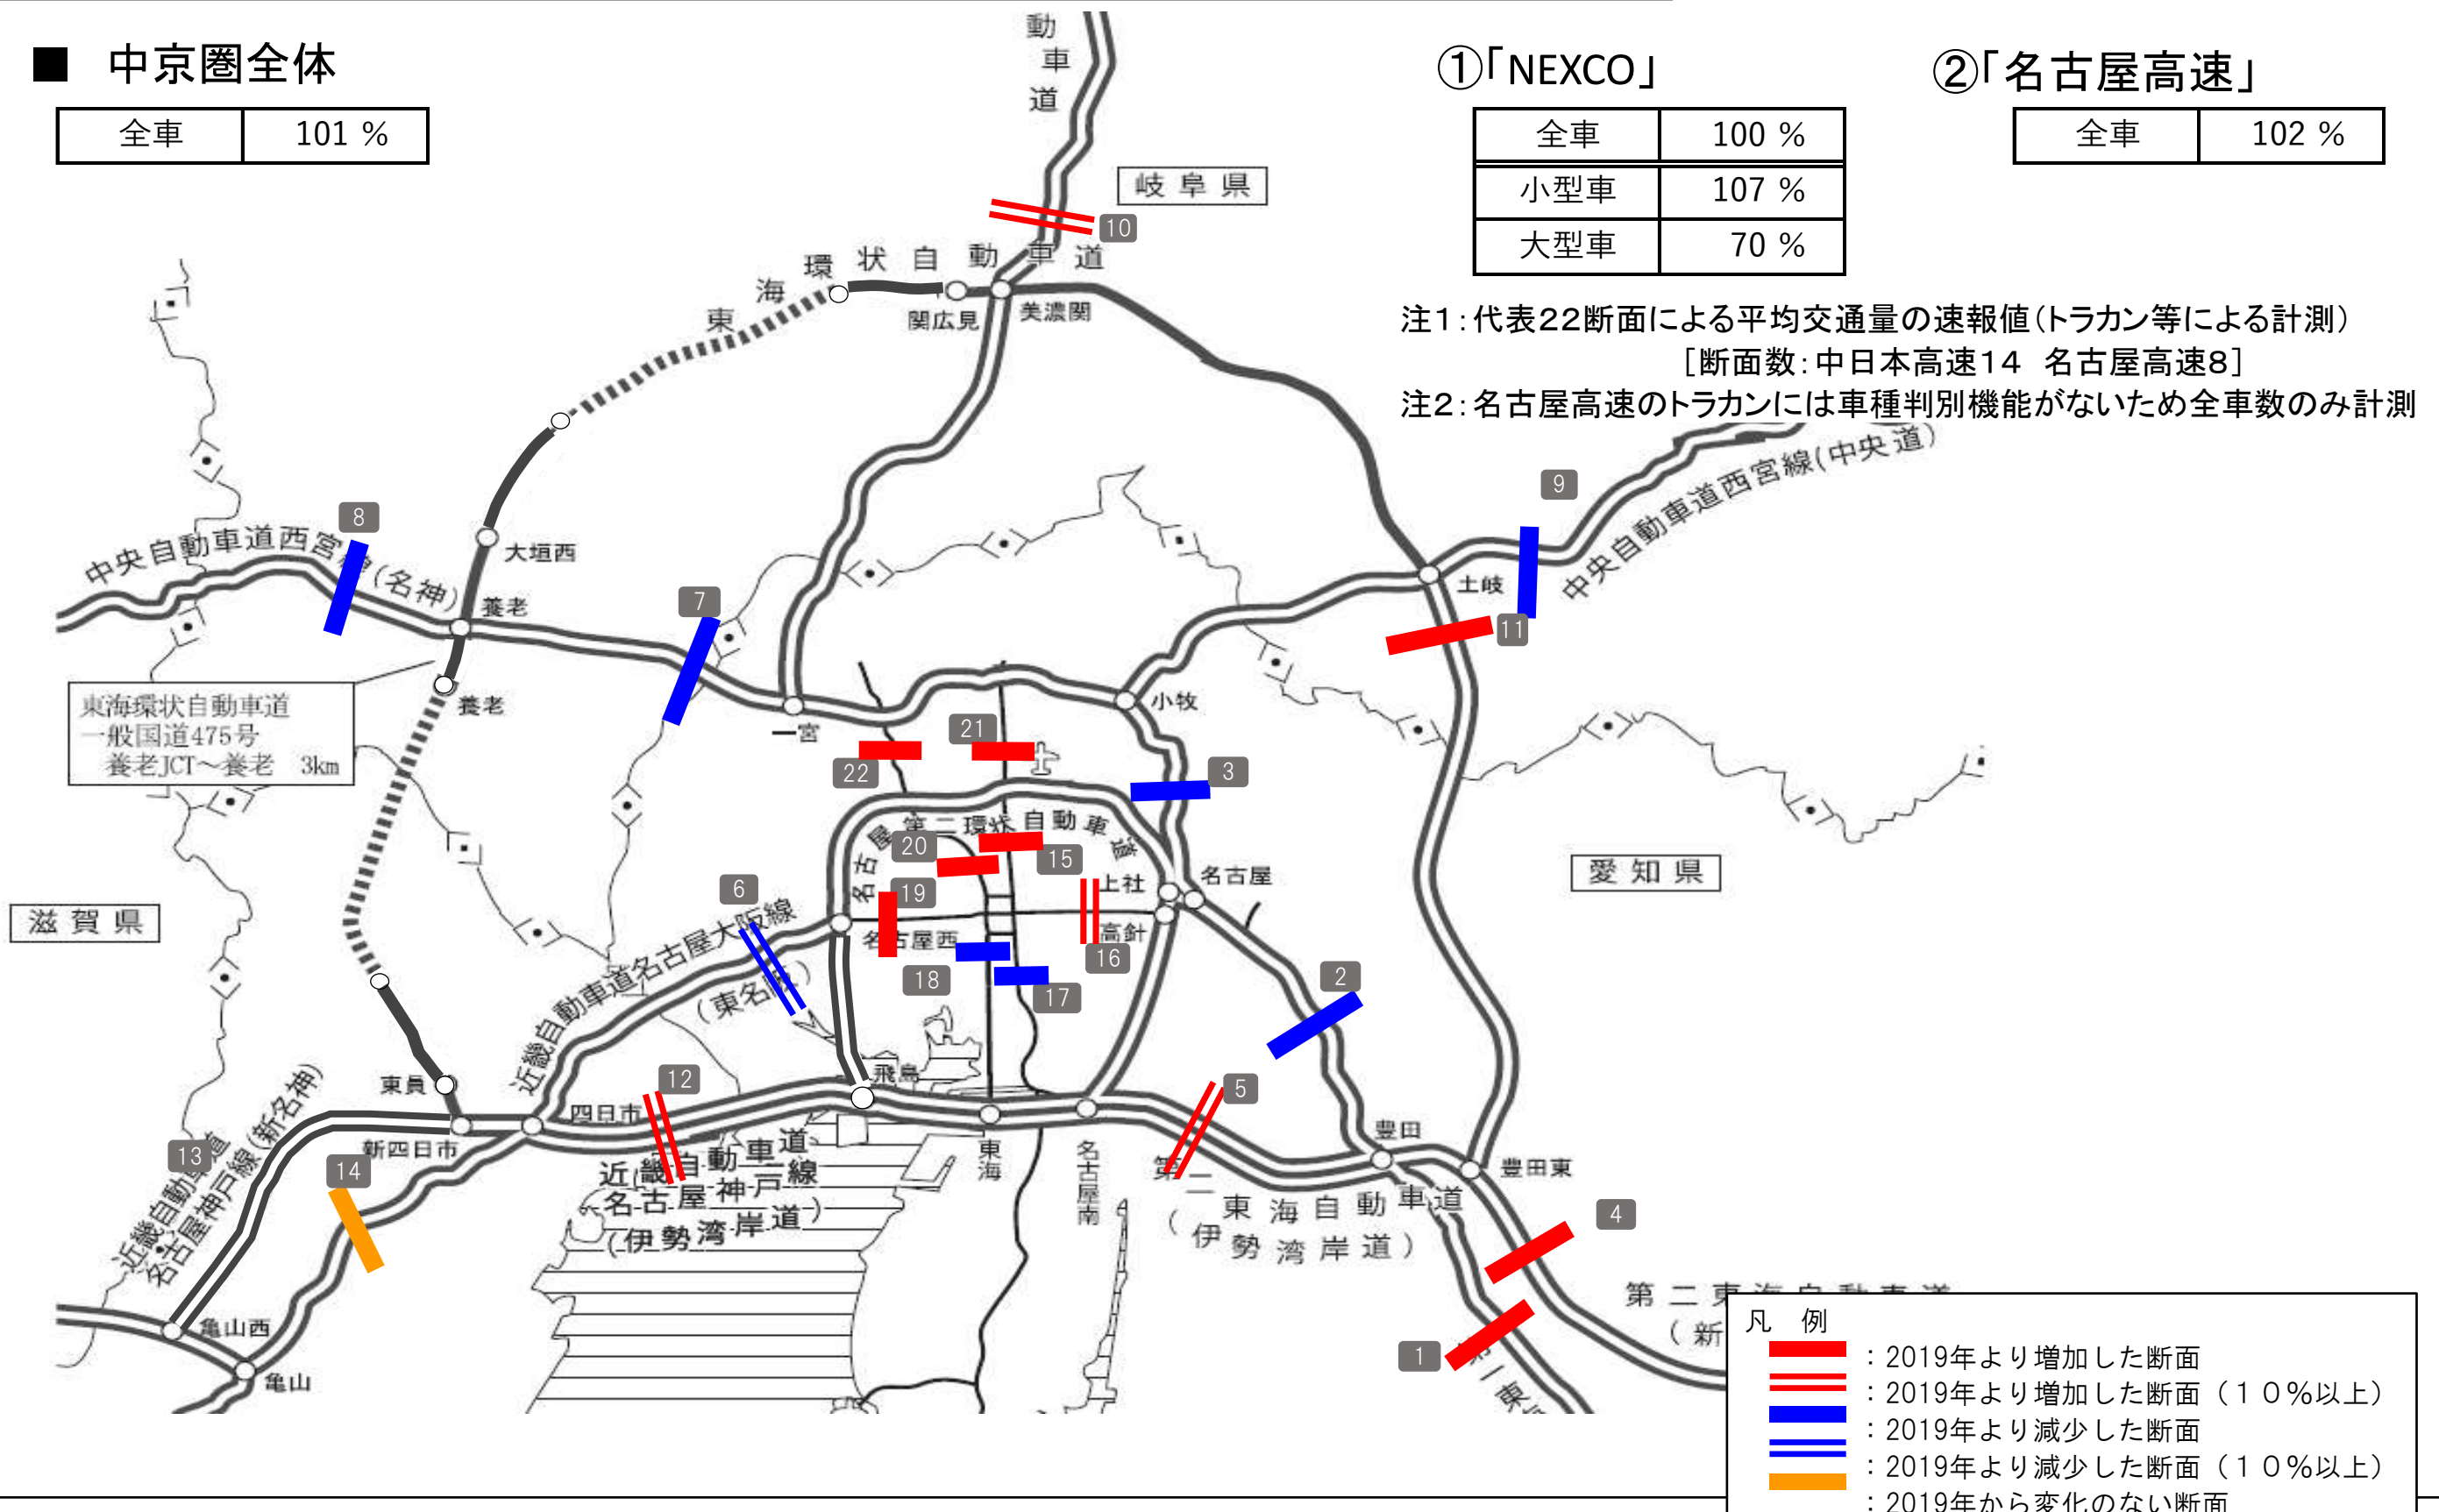 ■ 中京圏全体
全車 101 %
①｢NEXCO｣
全車 100 %
小型車 107 %
大型車 70 %
②｢名古屋高速｣
全車 102 %
注１：代表２２断面による平均交通量の速報値（トラカン等による計測）
［断面数：中日本高速１４ 名古屋高速８］
注２：名古屋高速のトラカンには車種判別機能がないため全車数のみ計測
動車道
岐阜県
10
東海環状自動車道
関広見
美濃関
中央自動車道西宮線(中央道)
9
8
中央自動車道西宮線(名神)
大垣西
養老
7
土岐
11
東海環状自動車道
一般国道475号
養老JCT～養老 3km
養老
一宮
小牧
21
22
3
名古屋第二環状自動車道
20
15
19
上社
名古屋
愛知県
6
滋賀県
近畿自動車道名古屋大阪線
(東名阪)
名古屋西
高針
16
18
17
2
東員
飛島
12
四日市
5
新四日市
13
14
近畿自動車道
名古屋神戸線(新名神)
近畿自動車道
名古屋神戸線
(伊勢湾岸道)
東海
名古屋南
豊田
豊田東
第二東海自動車道
(伊勢湾岸道)
4
亀山西
亀山
1
第二東海自動車道
(新
第一東
凡 例
：2019年より増加した断面
：2019年より増加した断面（１０％以上）
：2019年より減少した断面
：2019年より減少した断面（１０％以上）
：2019年から変化のない断面